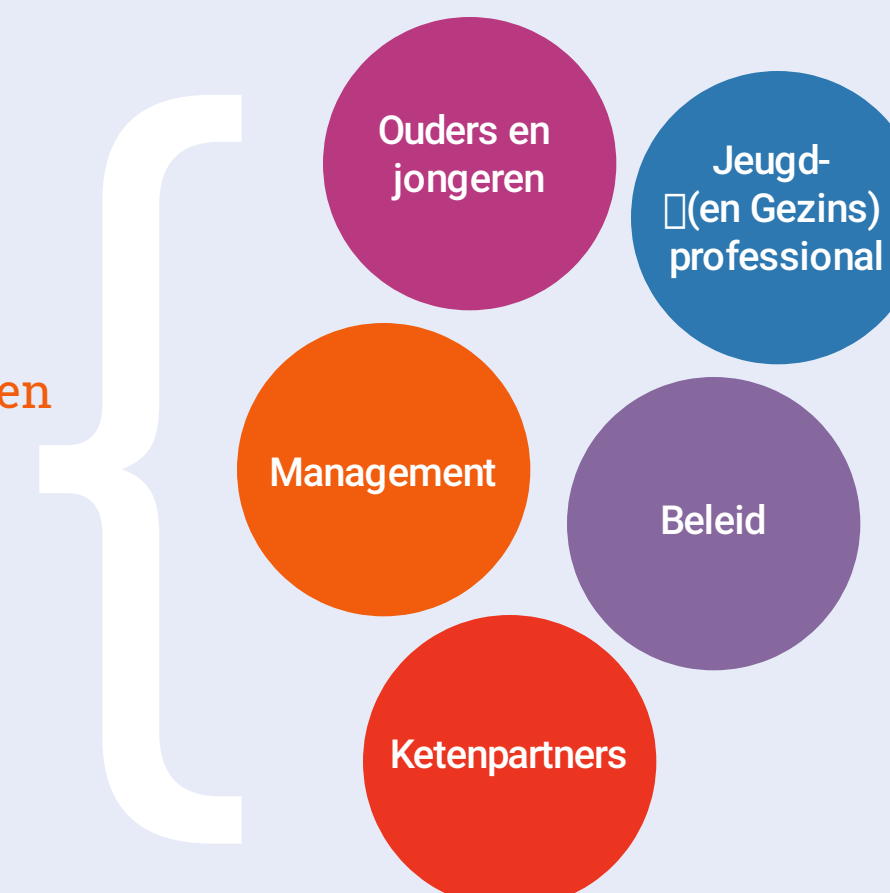 Ouders en
jongeren
Jeugd-
(en Gezins)
professional
en
Management
Beleid
Ketenpartners